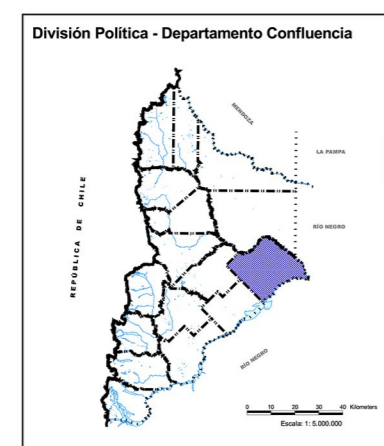 División Política - Departamento Confluencia
MENDOZA
LA PAMPA
RÍO NEGRO
REPÚBLICA DE CHILE
RÍO NEGRO
0 10 20 30 40 Kilometers
Escala: 1: 5.000.000